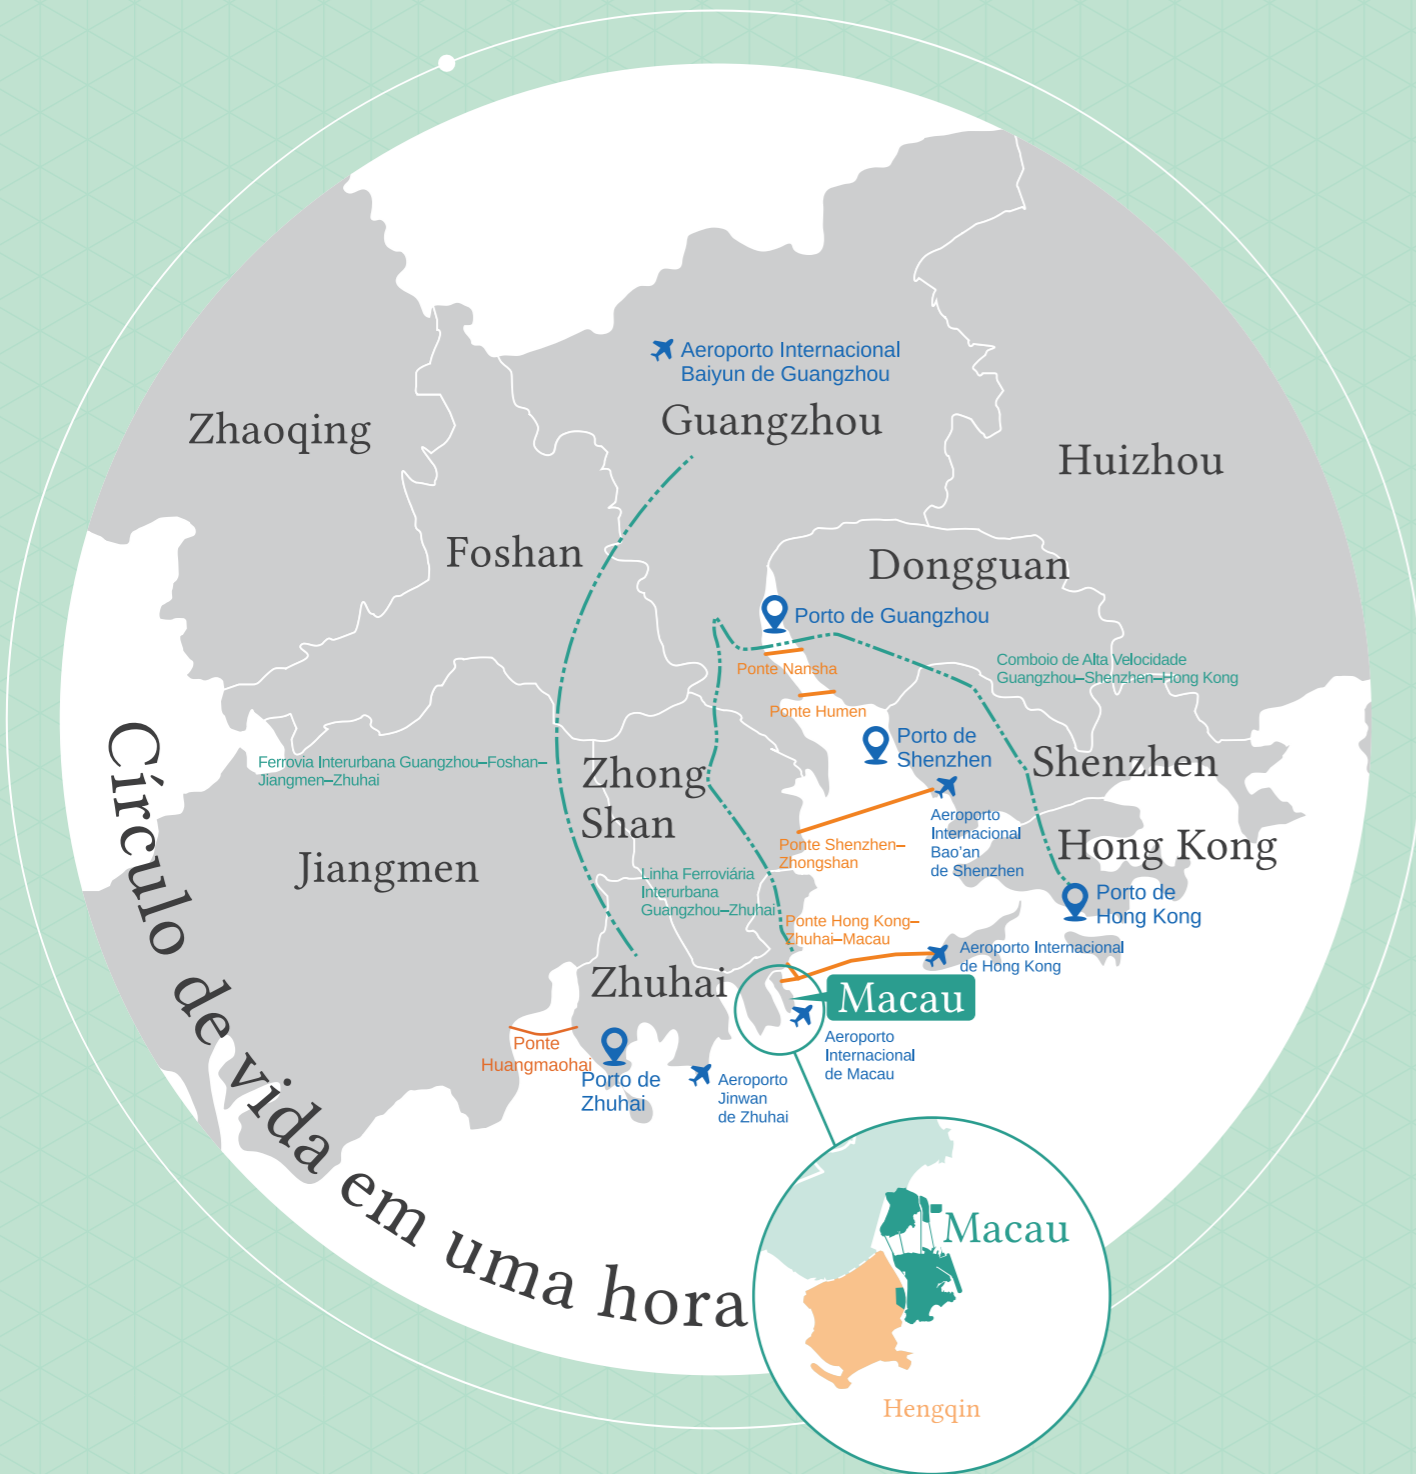 Aeroporto Internacional
Baiyun de Guangzhou
Guangzhou
Zhaoqing
Huizhou
Foshan
Dongguan
Porto de Guangzhou
Ponte Nansha
Comboio de Alta Velocidade
Guangzhou–Shenzhen–Hong Kong
Ponte Humen
Porto de
Shenzhen
Shenzhen
Ferrovia Interurbana Guangzhou–Foshan–
Jiangmen–Zhuhai
Zhong
Shan
Aeroporto
Internacional
Bao'an
de Shenzhen
Ponte Shenzhen–
Zhongshan
Hong Kong
Jiangmen
Linha Ferroviária
Interurbana
Guangzhou–Zhuhai
Porto de
Hong Kong
Ponte Hong Kong–
Zhuhai–Macau
Aeroporto Internacional
de Hong Kong
Zhuhai
Macau
Aeroporto
Internacional
de Macau
Ponte
Huangmaohai
Porto de
Zhuhai
Aeroporto
Jinwan
de Zhuhai
Círculo de vida em uma hora
Macau
Hengqin